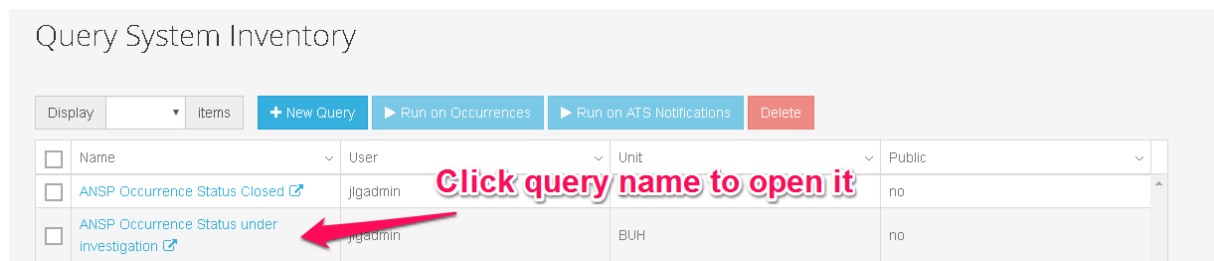 Query System Inventory
Display items + New Query Run on Occurrences Run on ATS Notifications Delete
Name User Unit Public
ANSP Occurrence Status Closed jlgadmin no
Click query name to open it
ANSP Occurrence Status under
investigation jlgadmin BUH no